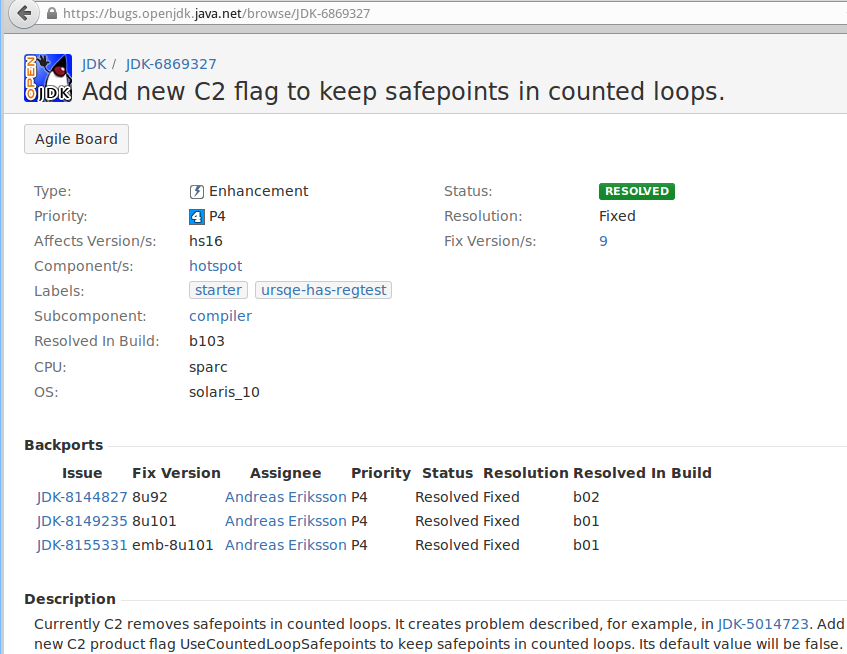 https://bugs.openjdk.java.net/browse/JDK-6869327
OPEN
JDK
JDK / JDK-6869327
Add new C2 flag to keep safepoints in counted loops.
Agile Board
Type: Enhancement Status: RESOLVED
Priority: 4 P4 Resolution: Fixed
Affects Version/s: hs16 Fix Version/s: 9
Component/s: hotspot
Labels: starter ursqe-has-regtest
Subcomponent: compiler
Resolved In Build: b103
CPU: sparc
OS: solaris_10
Backports
Issue Fix Version Assignee Priority Status Resolution Resolved In Build
JDK-8144827 8u92 Andreas Eriksson P4 Resolved Fixed b02
JDK-8149235 8u101 Andreas Eriksson P4 Resolved Fixed b01
JDK-8155331 emb-8u101 Andreas Eriksson P4 Resolved Fixed b01
Description
Currently C2 removes safepoints in counted loops. It creates problem described, for example, in JDK-5014723. Add
new C2 product flag UseCountedLoopSafepoints to keep safepoints in counted loops. Its default value will be false.